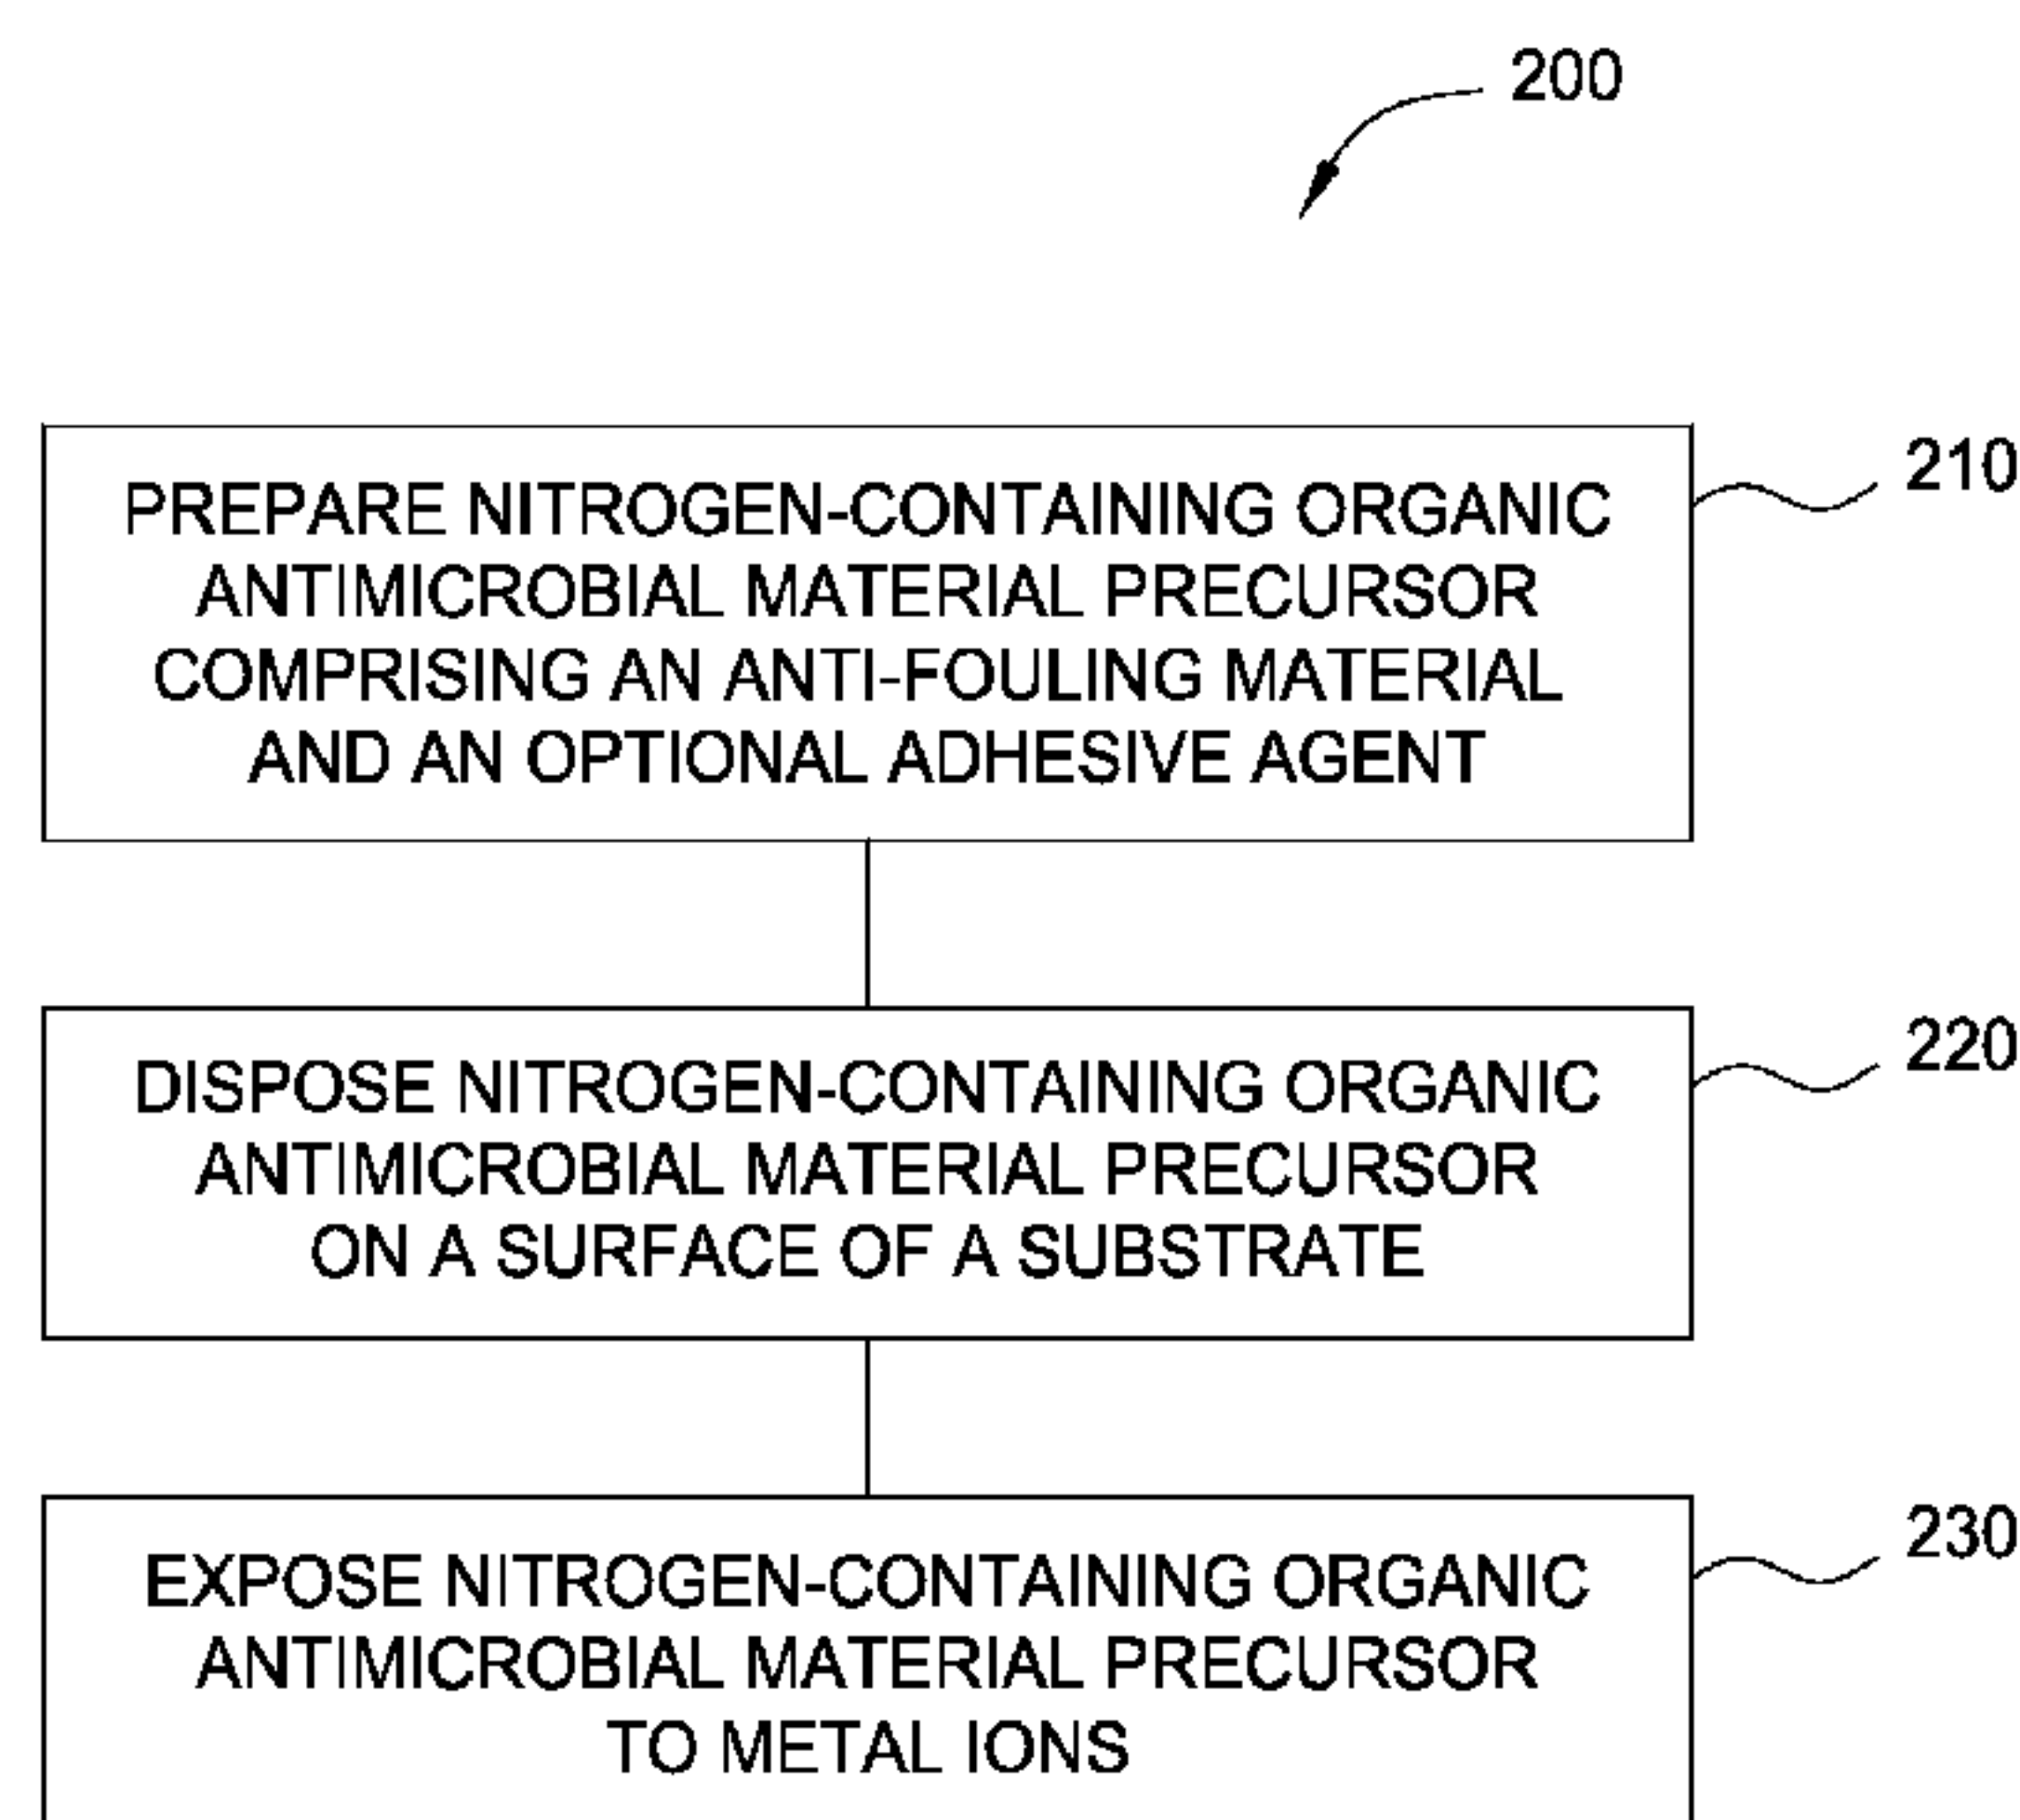 200
PREPARE NITROGEN-CONTAINING ORGANIC
ANTIMICROBIAL MATERIAL PRECURSOR
COMPRISING AN ANTI-FOULING MATERIAL
AND AN OPTIONAL ADHESIVE AGENT
210
DISPOSE NITROGEN-CONTAINING ORGANIC
ANTIMICROBIAL MATERIAL PRECURSOR
ON A SURFACE OF A SUBSTRATE
220
EXPOSE NITROGEN-CONTAINING ORGANIC
ANTIMICROBIAL MATERIAL PRECURSOR
TO METAL IONS
230